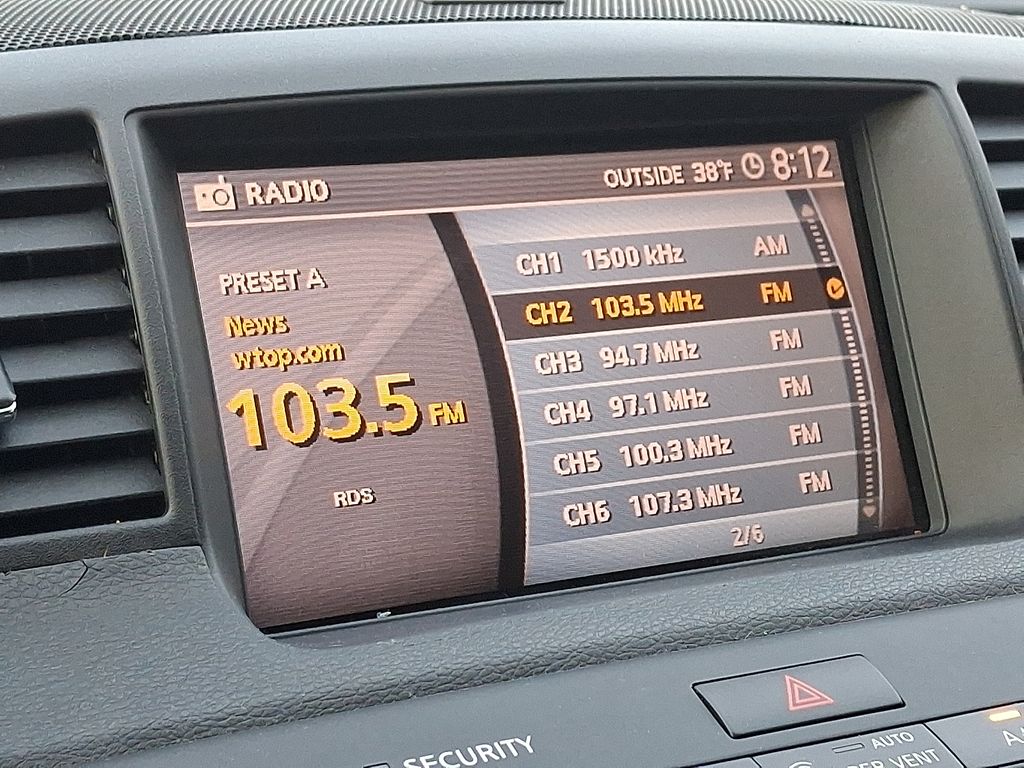 RADIO
OUTSIDE 38°F 8:12
PRESET A
News
wtop.com
103.5 FM
RDS
CH1 1500 kHz AM
CH2 103.5 MHz FM
CH3 94.7 MHz FM
CH4 97.1 MHz FM
CH5 100.3 MHz FM
CH6 107.3 MHz FM
2/6
SECURITY
AUTO
VENT